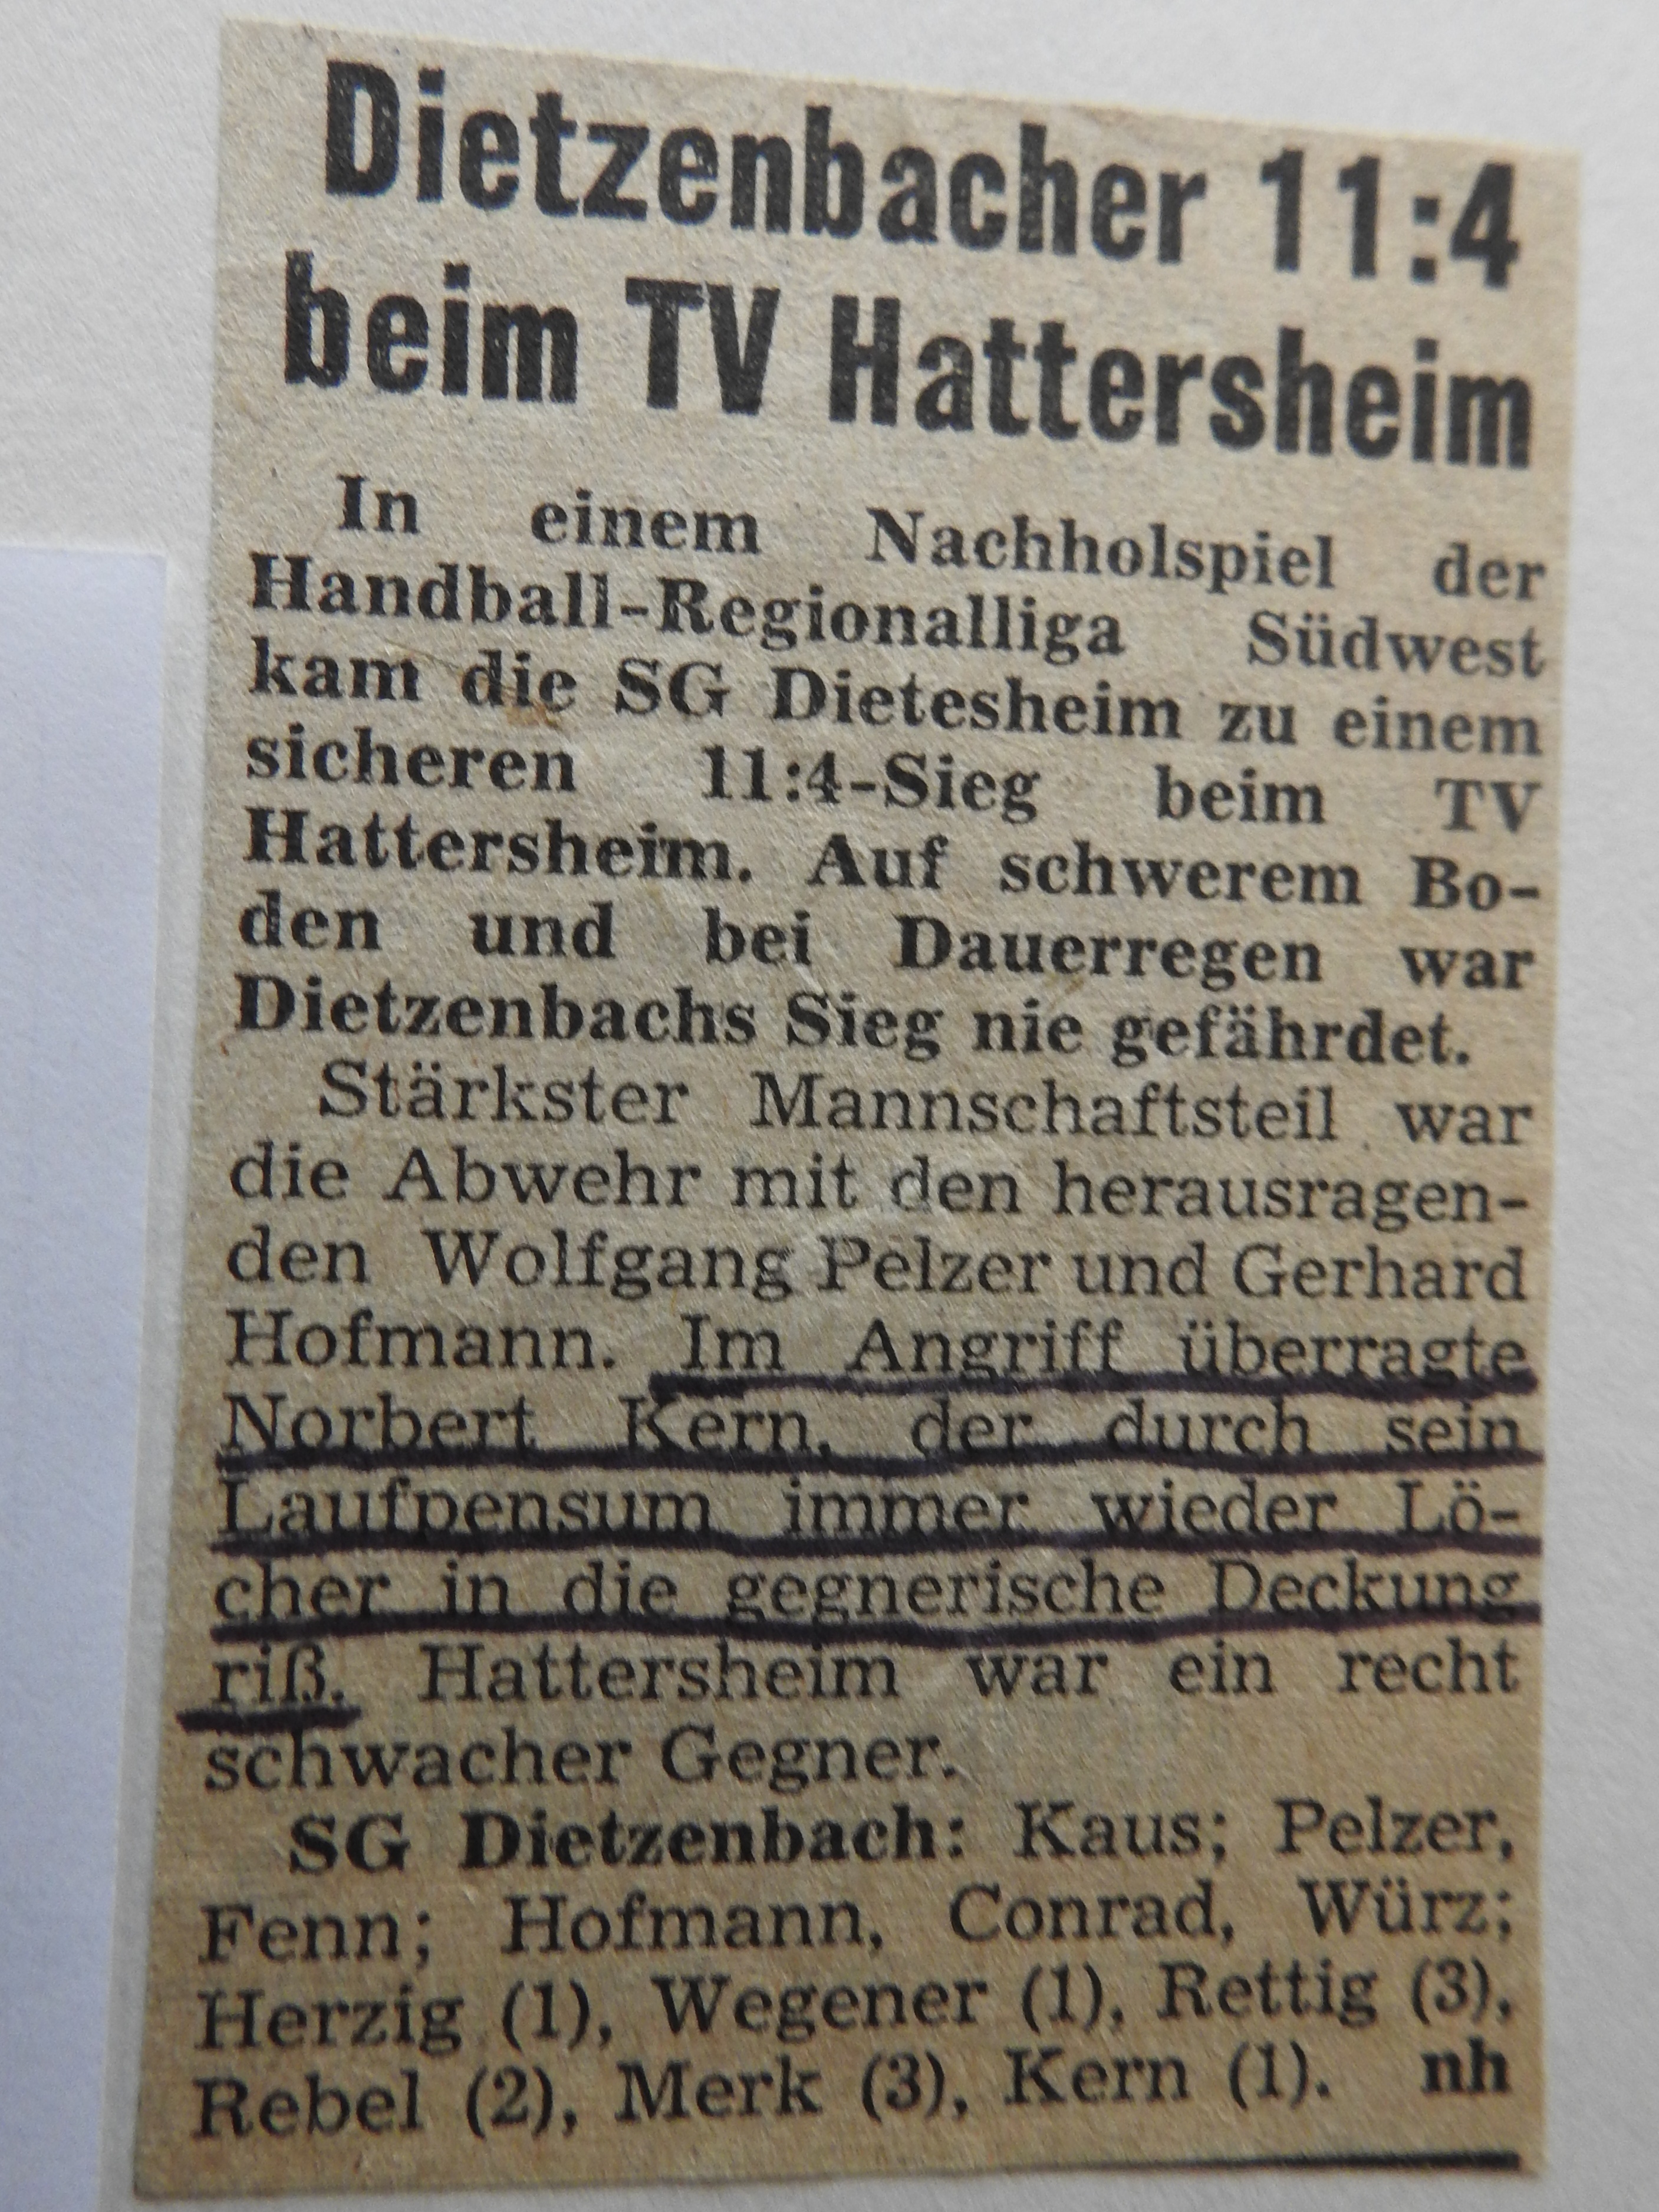 Dietzenbacher 11:4
beim TV Hattersheim
In einem Nachholspiel der
Handball-Regionalliga Südwest
kam die SG Dietesheim zu einem
sicheren 11:4-Sieg beim TV
Hattersheim. Auf schwerem Bo-
den und bei Dauerregen war
Dietzenbachs Sieg nie gefährdet.
Stärkster Mannschaftsteil war
die Abwehr mit den herausragen-
den Wolfgang Pelzer und Gerhard
Hofmann. Im Angriff überragte
Norbert Kern, der durch sein
Laufpensum immer wieder Lö-
cher in die gegnerische Deckung
riß. Hattersheim war ein recht
schwacher Gegner.
SG Dietzenbach: Kaus; Pelzer,
Fenn; Hofmann, Conrad, Würz;
Herzig (1), Wegener (1), Rettig (3),
Rebel (2), Merk (3), Kern (1). nh